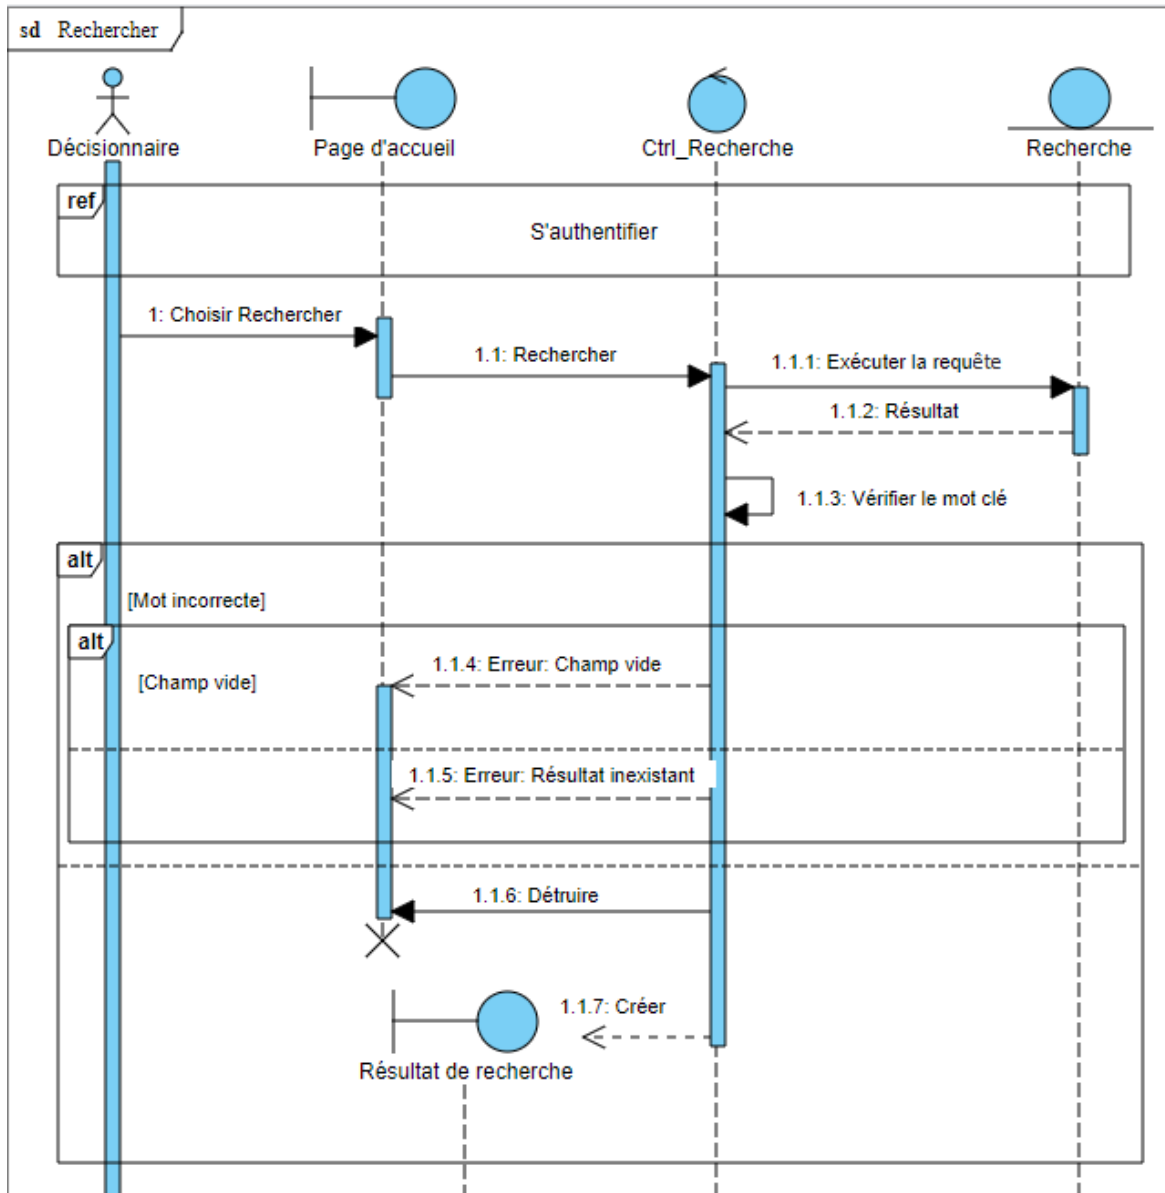 sd Rechercher
Décisionnaire
Page d'accueil
Ctrl_Recherche
Recherche
ref
S'authentifier
1: Choisir Rechercher
1.1: Rechercher
1.1.1: Exécuter la requête
1.1.2: Résultat
1.1.3: Vérifier le mot clé
alt
[Mot incorrecte]
alt
1.1.4: Erreur: Champ vide
[Champ vide]
1.1.5: Erreur: Résultat inexistant
1.1.6: Détruire
1.1.7: Créer
Résultat de recherche